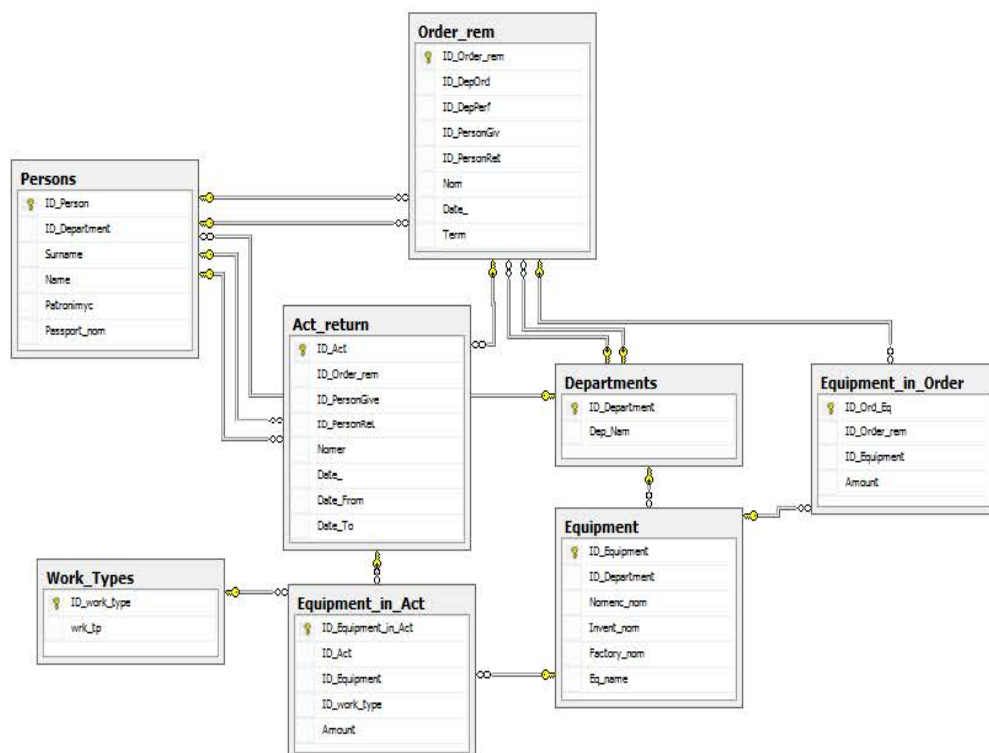 Order_rem
ID_Order_rem
ID_DepOrd
ID_DepPerf
ID_PersonGiv
ID_PersonRet
Nom
Date_
Term
Persons
ID_Person
ID_Department
Surname
Name
Patronimyc
Passport_nom
Act_return
ID_Act
ID_Order_rem
ID_PersonGive
ID_PersonRel
Nomer
Date_
Date_From
Date_To
Departments
ID_Department
Dep_Nam
Equipment_in_Order
ID_Ord_Eq
ID_Order_rem
ID_Equipment
Amount
Equipment
ID_Equipment
ID_Department
Nomenc_nom
Invent_nom
Factory_nom
Eq_name
Work_Types
ID_work_type
wrk_tp
Equipment_in_Act
ID_Equipment_in_Act
ID_Act
ID_Equipment
ID_work_type
Amount